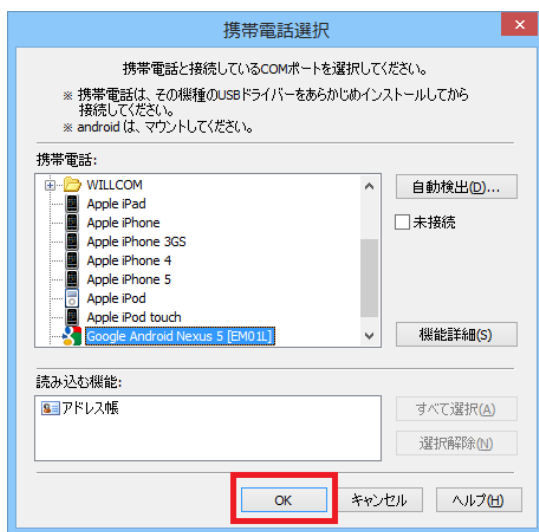 携帯電話選択
携帯電話と接続しているCOMポートを選択してください。
※ 携帯電話は、その機種のUSBドライバーをあらかじめインストールしてから
接続してください。
※ android は、マウントしてください。
携帯電話:
WILLCOM
Apple iPad
Apple iPhone
Apple iPhone 3GS
Apple iPhone 4
Apple iPhone 5
Apple iPod
Apple iPod touch
Google Android Nexus 5 [EM01L]
自動検出(D)...
未接続
機能詳細(S)
読み込む機能:
アドレス帳
すべて選択(A)
選択解除(N)
OK
キャンセル
ヘルプ(H)